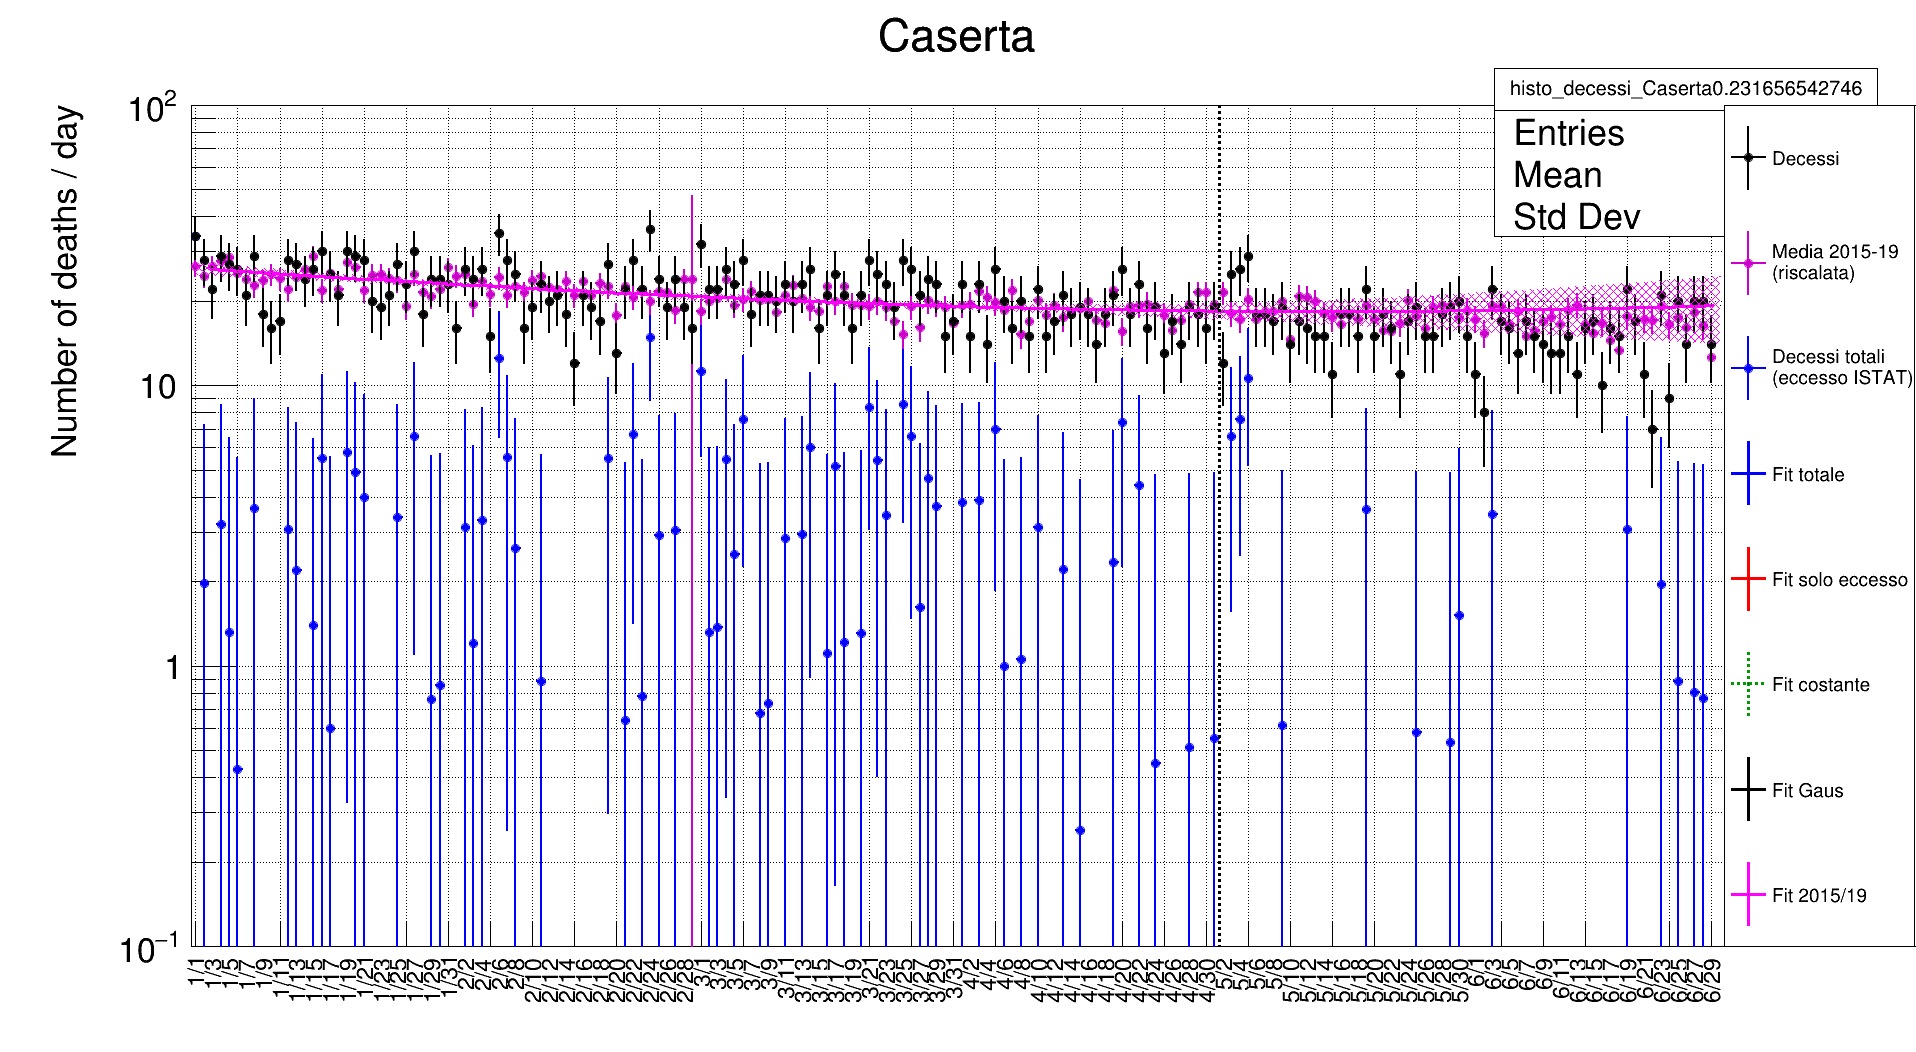 Caserta
histo_decessi_Caserta0.231656542746
Entries
Mean
Std Dev
Number of deaths / day
10²
10
1
10⁻¹
Decessi
Media 2015-19
(riscalata)
Decessi totali
(eccesso ISTAT)
Fit totale
Fit solo eccesso
Fit costante
Fit Gaus
Fit 2015/19
1/1 1/3 1/5 1/7 1/9 1/11 1/13 1/15 1/17 1/19 1/21 1/23 1/25 1/27 1/29 1/31 2/2 2/4 2/6 2/8 2/10 2/12 2/14 2/16 2/18 2/20 2/22 2/24 2/26 2/28 3/1 3/3 3/5 3/7 3/9 3/11 3/13 3/15 3/17 3/19 3/21 3/23 3/25 3/27 3/29 3/31 4/2 4/4 4/6 4/8 4/10 4/12 4/14 4/16 4/18 4/20 4/22 4/24 4/26 4/28 4/30 5/2 5/4 5/6 5/8 5/10 5/12 5/14 5/16 5/18 5/20 5/22 5/24 5/26 5/28 5/30 6/1 6/3 6/5 6/7 6/9 6/11 6/13 6/15 6/17 6/19 6/21 6/23 6/25 6/27 6/29